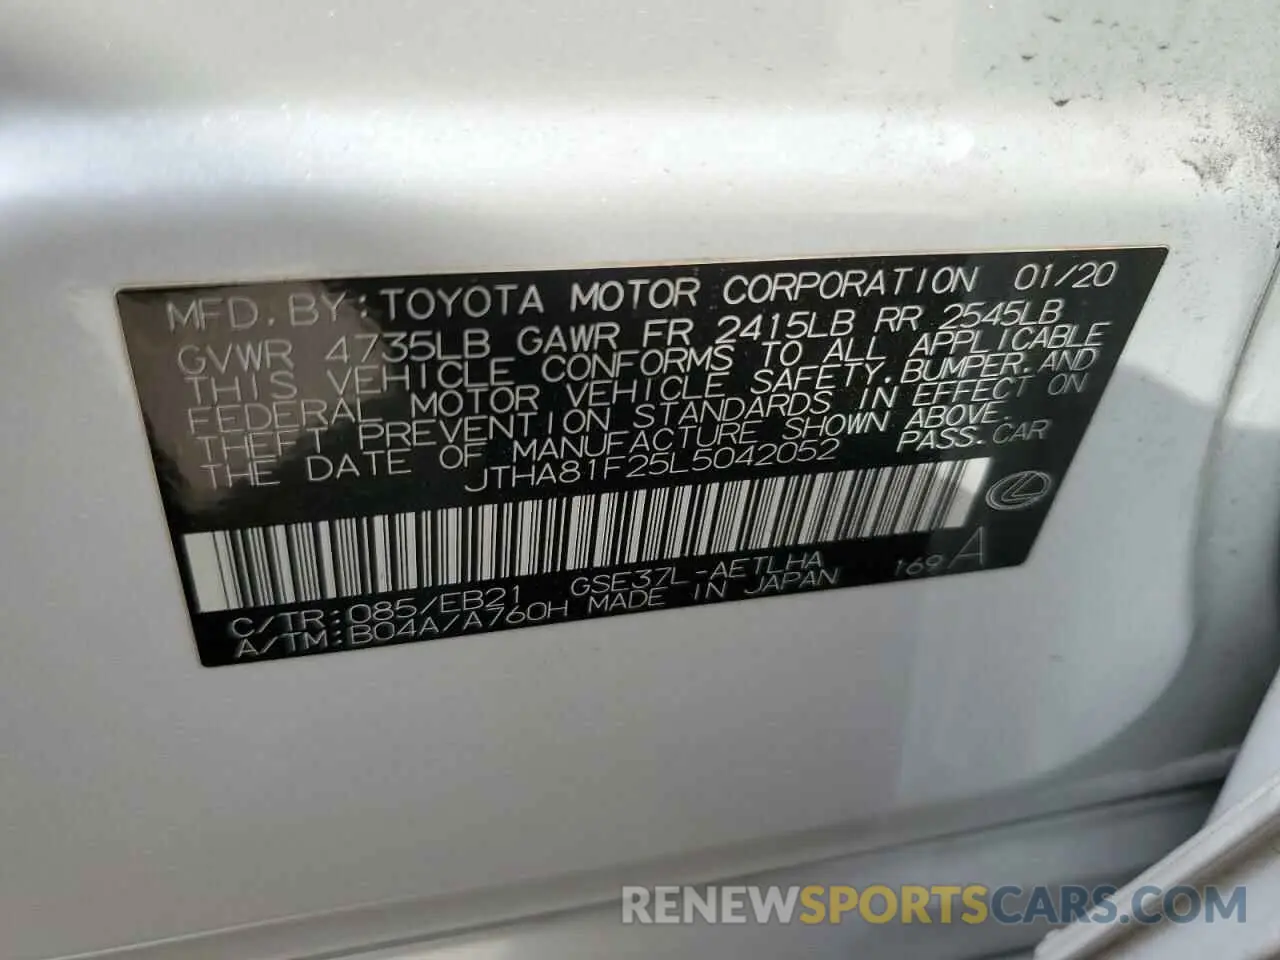 MFD. BY: TOYOTA MOTOR CORPORATION 01/20
GVWR 4735LB GAWR FR 2415LB RR 2545LB
THIS VEHICLE CONFORMS TO ALL APPLICABLE
FEDERAL MOTOR VEHICLE SAFETY, BUMPER, AND
THEFT PREVENTION STANDARDS IN EFFECT ON
THE DATE OF MANUFACTURE SHOWN ABOVE.
JTHA81F25L5042052 PASS. CAR
C/TR: 085/EB21 GSE37L-AETLHA 169 A
A/TM: B04A/A760H MADE IN JAPAN
RENEWSPORTSCARS.COM